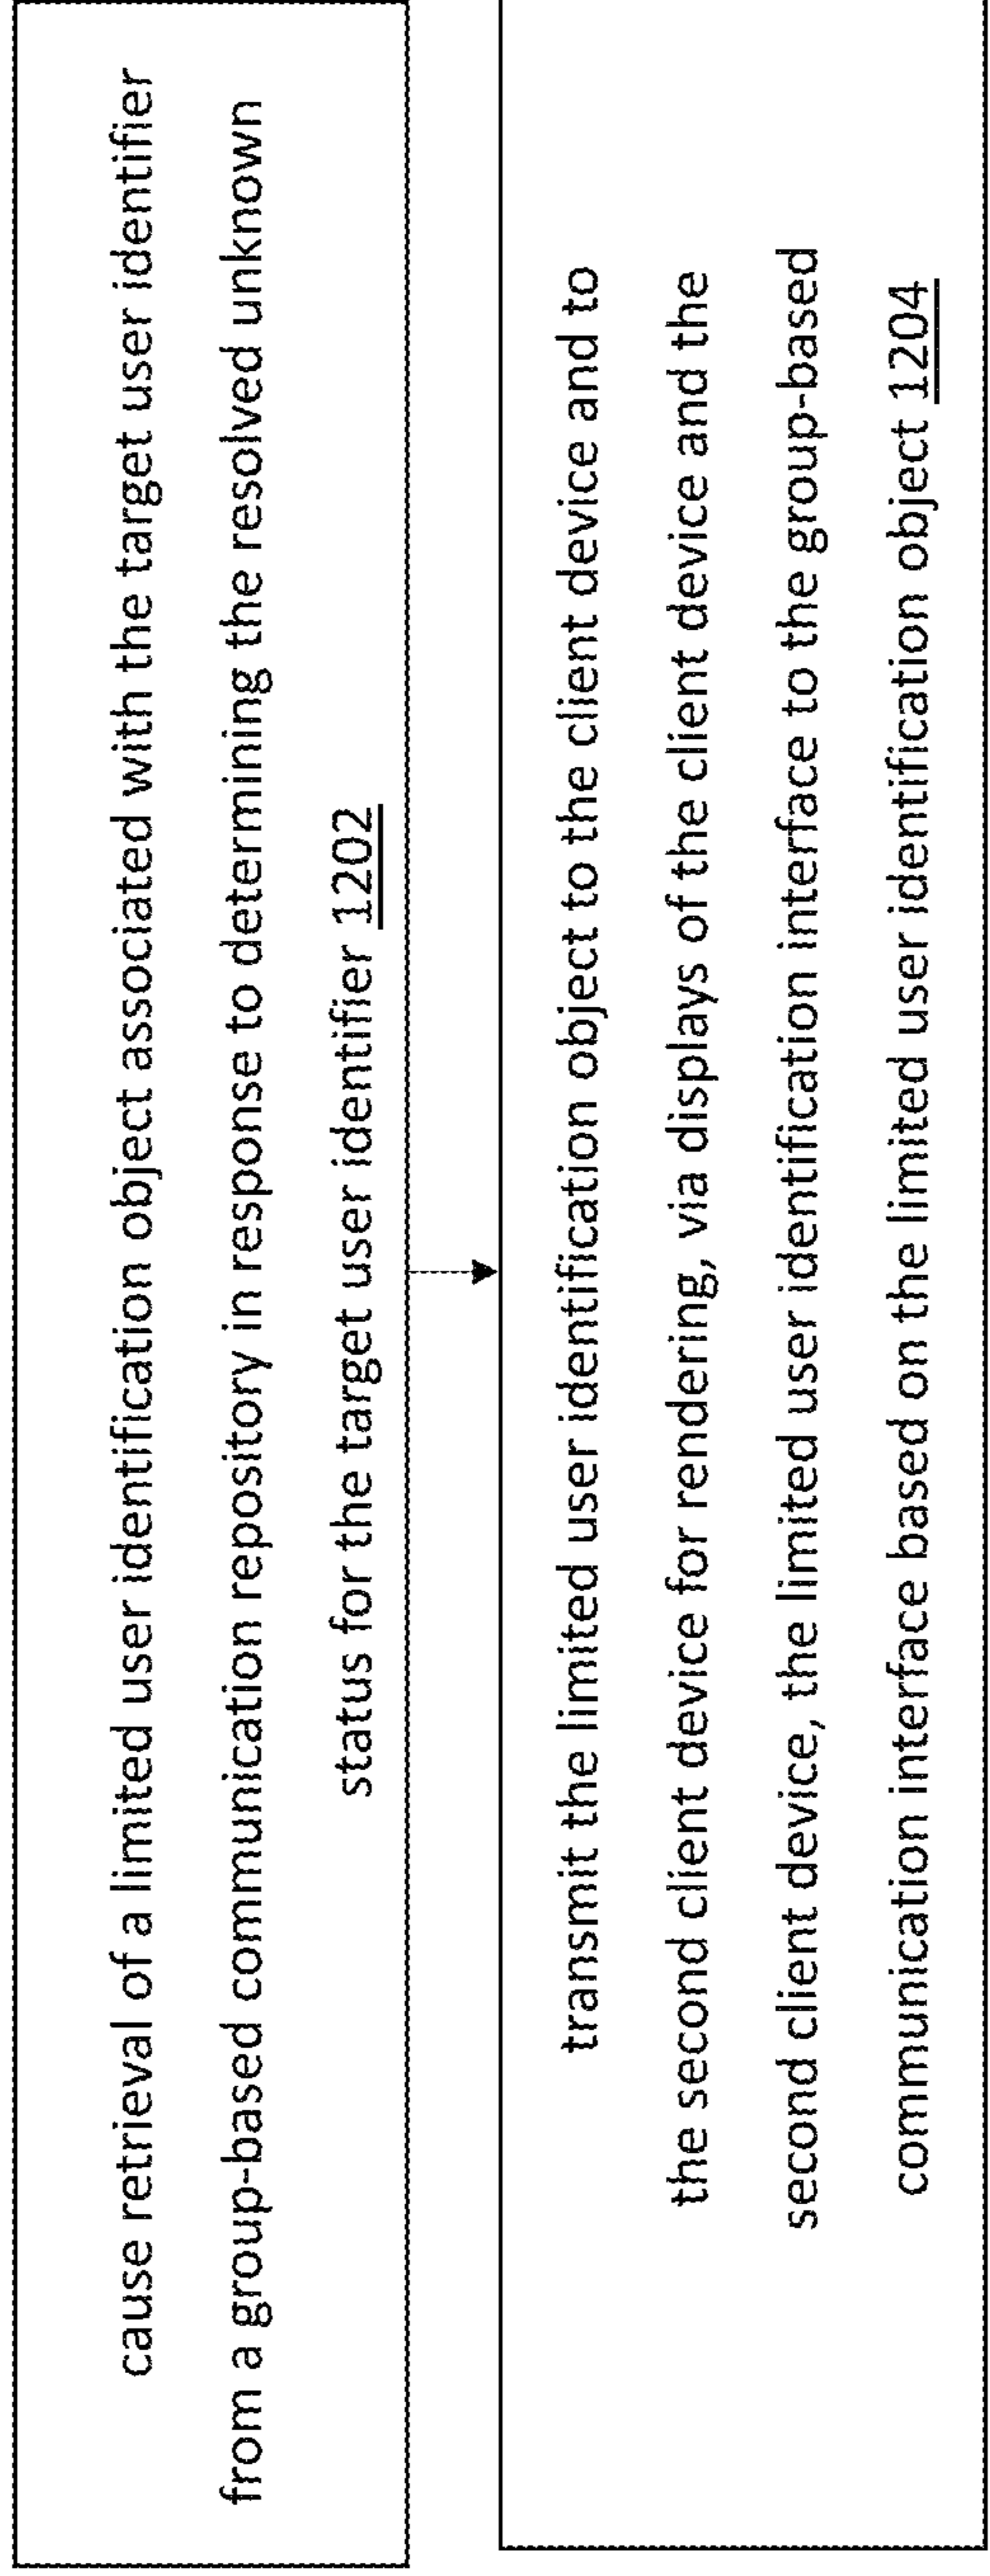 cause retrieval of a limited user identification object associated with the target user identifier
from a group-based communication repository in response to determining the resolved unknown
status for the target user identifier 1202
transmit the limited user identification object to the client device and to
the second client device for rendering, via displays of the client device and the
second client device, the limited user identification interface to the group-based
communication interface based on the limited user identification object 1204